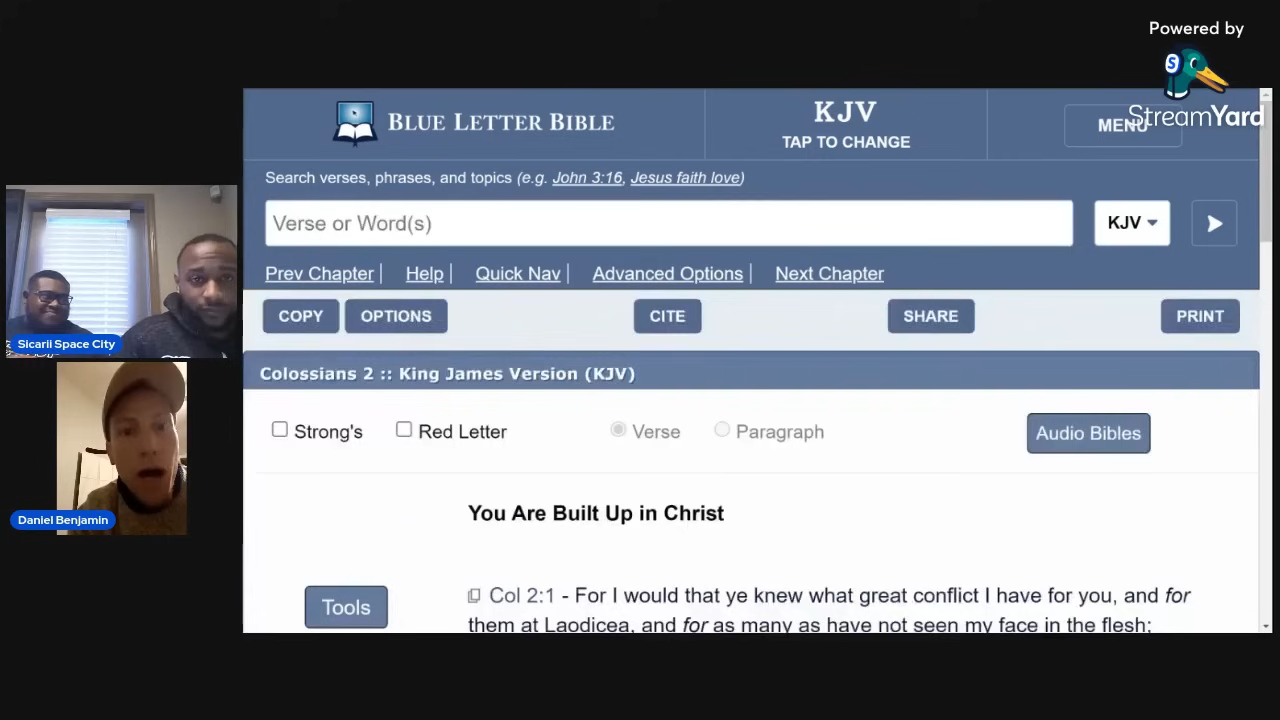 Powered by
StreamYard
BLUE LETTER BIBLE
KJV
TAP TO CHANGE
MENU
Search verses, phrases, and topics (e.g. John 3:16, Jesus faith love)
Verse or Word(s)
KJV
Prev Chapter| Help| Quick Nav| Advanced Options| Next Chapter
COPY OPTIONS CITE SHARE PRINT
Colossians 2 :: King James Version (KJV)
Strong's Red Letter Verse Paragraph Audio Bibles
You Are Built Up in Christ
Tools
Col 2:1 - For I would that ye knew what great conflict I have for you, and for
them at Laodicea, and for as many as have not seen my face in the flesh;
Sicarii Space City
Daniel Benjamin